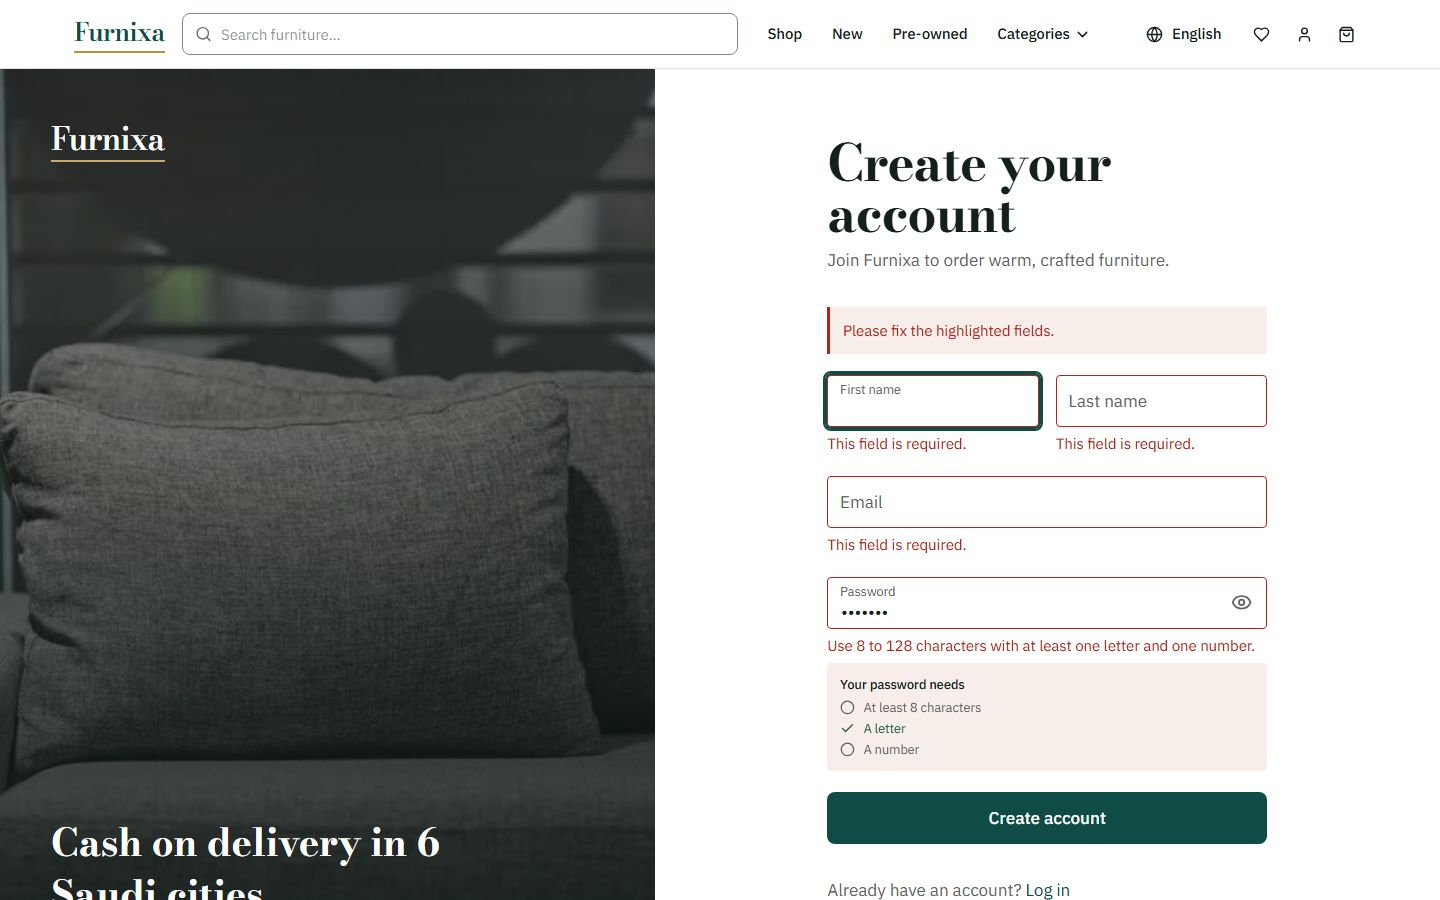 Furnixa
Search furniture...
Shop
New
Pre-owned
Categories
English
Furnixa
Cash on delivery in 6
Saudi cities
Create your
account
Join Furnixa to order warm, crafted furniture.
Please fix the highlighted fields.
First name
Last name
This field is required.
This field is required.
Email
This field is required.
Password
•••••••
Use 8 to 128 characters with at least one letter and one number.
Your password needs
At least 8 characters
A letter
A number
Create account
Already have an account? Log in